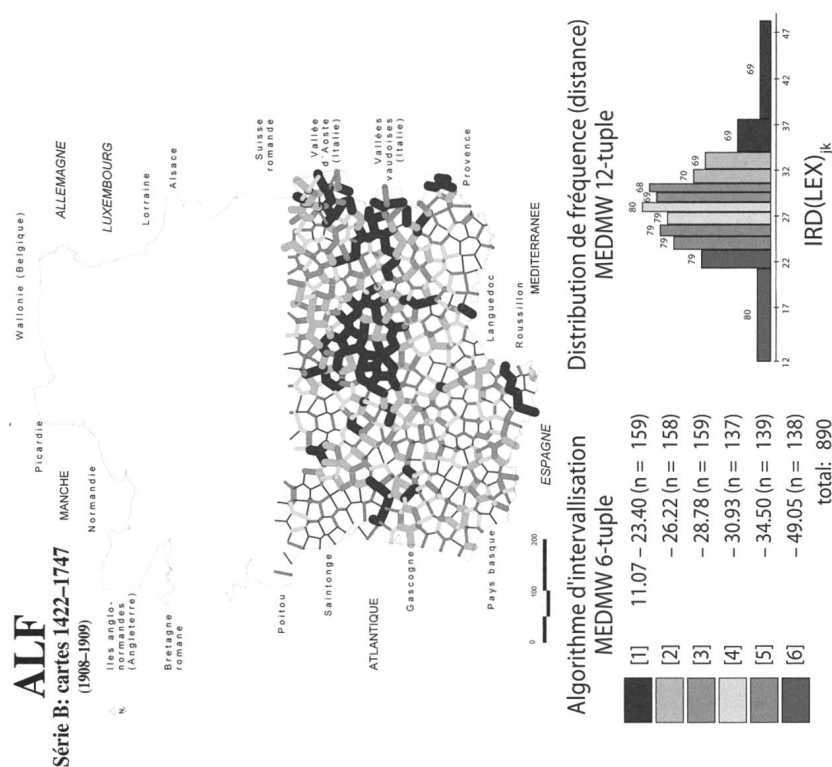 ALF
Série B: cartes 1422–1747
(1908–1909)
N.
Iles anglo-
normandes
(Angleterre)
Bretagne
romane
MANCHE
Normandie
Picardie
Wallonie (Belgique)
ALLEMAGNE
LUXEMBOURG
Lorraine
Alsace
Suisse
romande
Vallée
d'Aoste
(Italie)
Vallées
vaudoises
(Italie)
Provence
Poitou
Saintonge
ATLANTIQUE
Gascogne
Pays basque
ESPAGNE
Languedoc
Roussillon
MEDITERRANEE
0 100 200
Algorithme d'intervallisation
MEDMW 6-tuple
[1] 11.07 – 23.40 (n = 159)
[2] – 26.22 (n = 158)
[3] – 28.78 (n = 159)
[4] – 30.93 (n = 137)
[5] – 34.50 (n = 139)
[6] – 49.05 (n = 138)
total: 890
Distribution de fréquence (distance)
MEDMW 12-tuple
80 79 79 79 79 80 69 68 70 69 69 69
12 17 22 27 32 37 42 47
IRD(LEX)jk